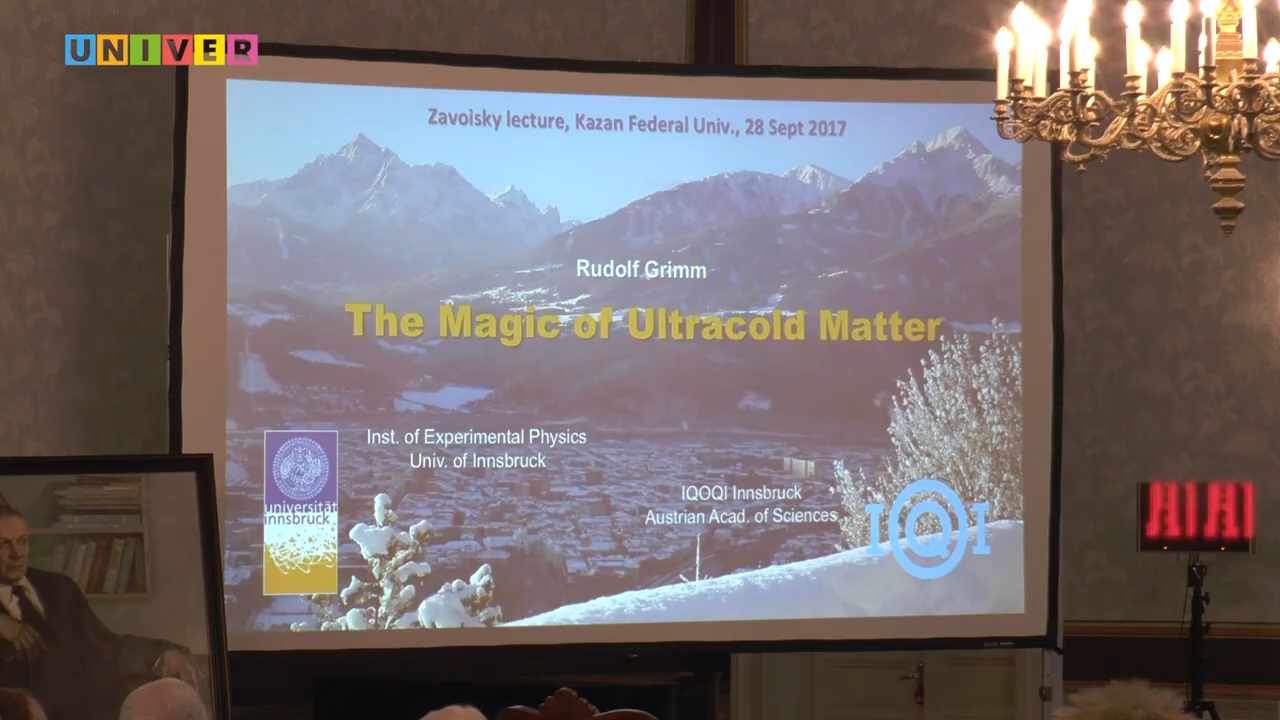 UNIVER
Zavoisky lecture, Kazan Federal Univ., 28 Sept 2017
Rudolf Grimm
The Magic of Ultracold Matter
Inst. of Experimental Physics
Univ. of Innsbruck
IQOQI Innsbruck
Austrian Acad. of Sciences
universität
innsbruck
IQI